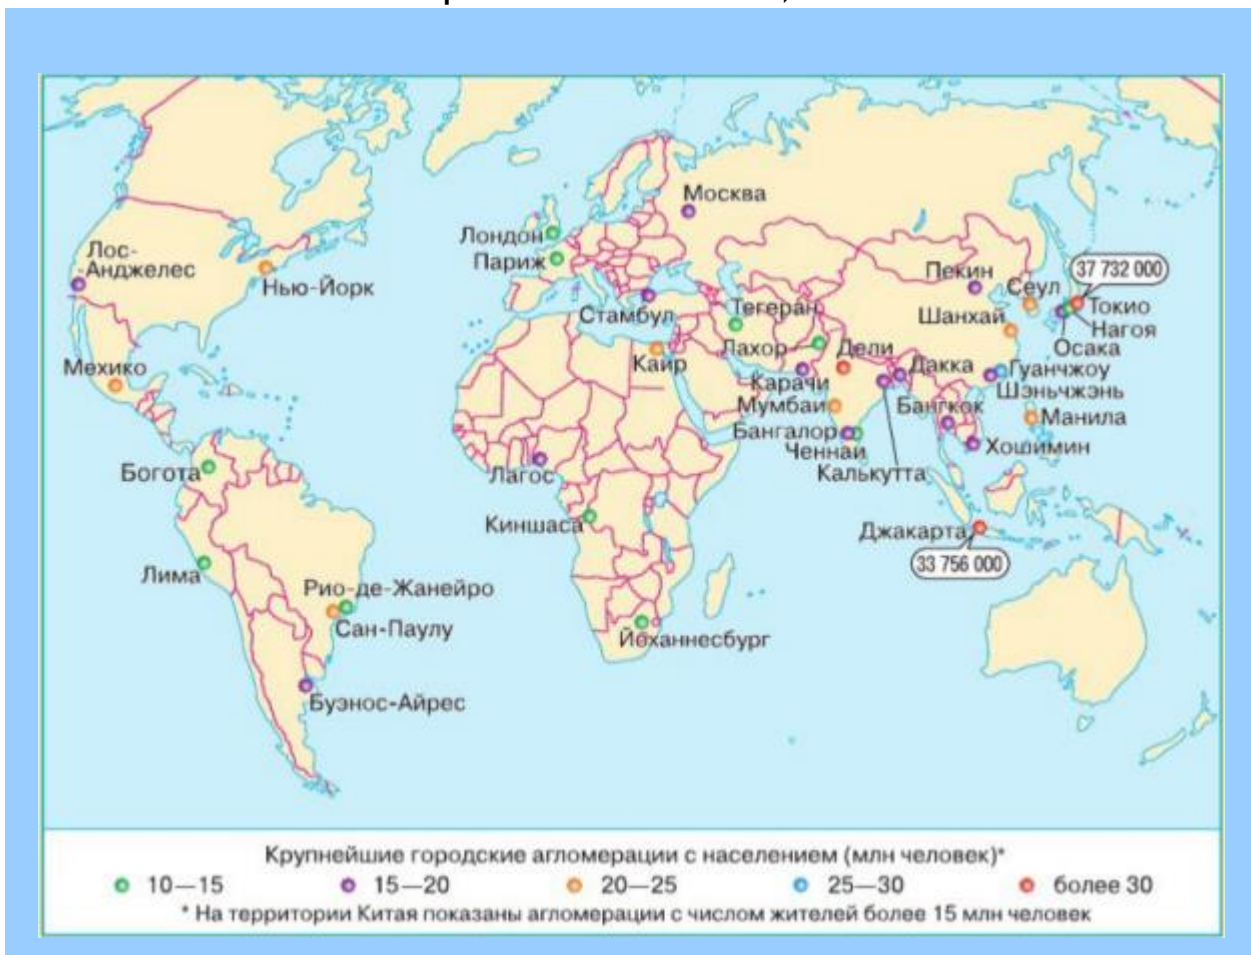 Москва
Лондон
Париж
Лос-
-Анджелес
Нью-Йорк
Стамбул
Тегеран
Пекин
Сеул
37 732 000
Токио
Нагоя
Осака
Шанхай
Мехико
Каир
Лахор
Дели
Карачи
Дакка
Гуанчжоу
Шэньчжэнь
Мумбаи
Бангкок
Манила
Бангалор
Ченнаи
Хошимин
Калькутта
Богота
Лагос
Киншаса
Джакарта
33 756 000
Лима
Рио-де-Жанейро
Сан-Паулу
Йоханнесбург
Буэнос-Айрес
Крупнейшие городские агломерации с населением (млн человек)*
10—15 15—20 20—25 25—30 более 30
* На территории Китая показаны агломерации с числом жителей более 15 млн человек